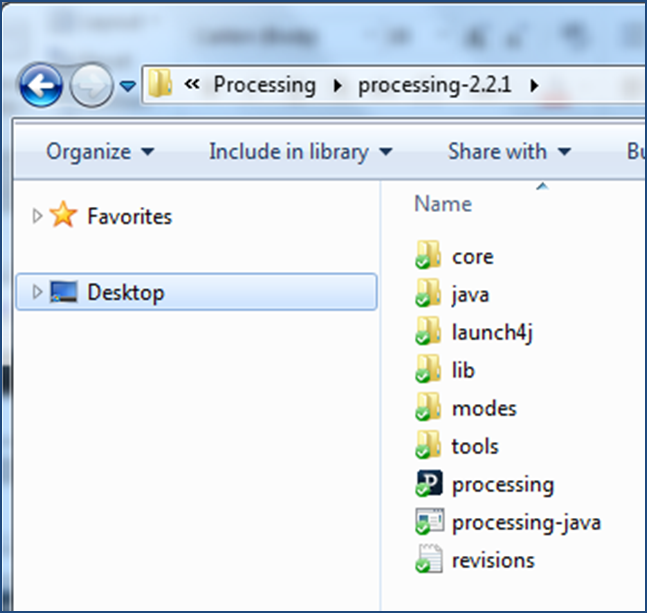 « Processing processing-2.2.1
Organize Include in library Share with Bu
Name
Favorites
Desktop
core
java
launch4j
lib
modes
tools
processing
processing-java
revisions